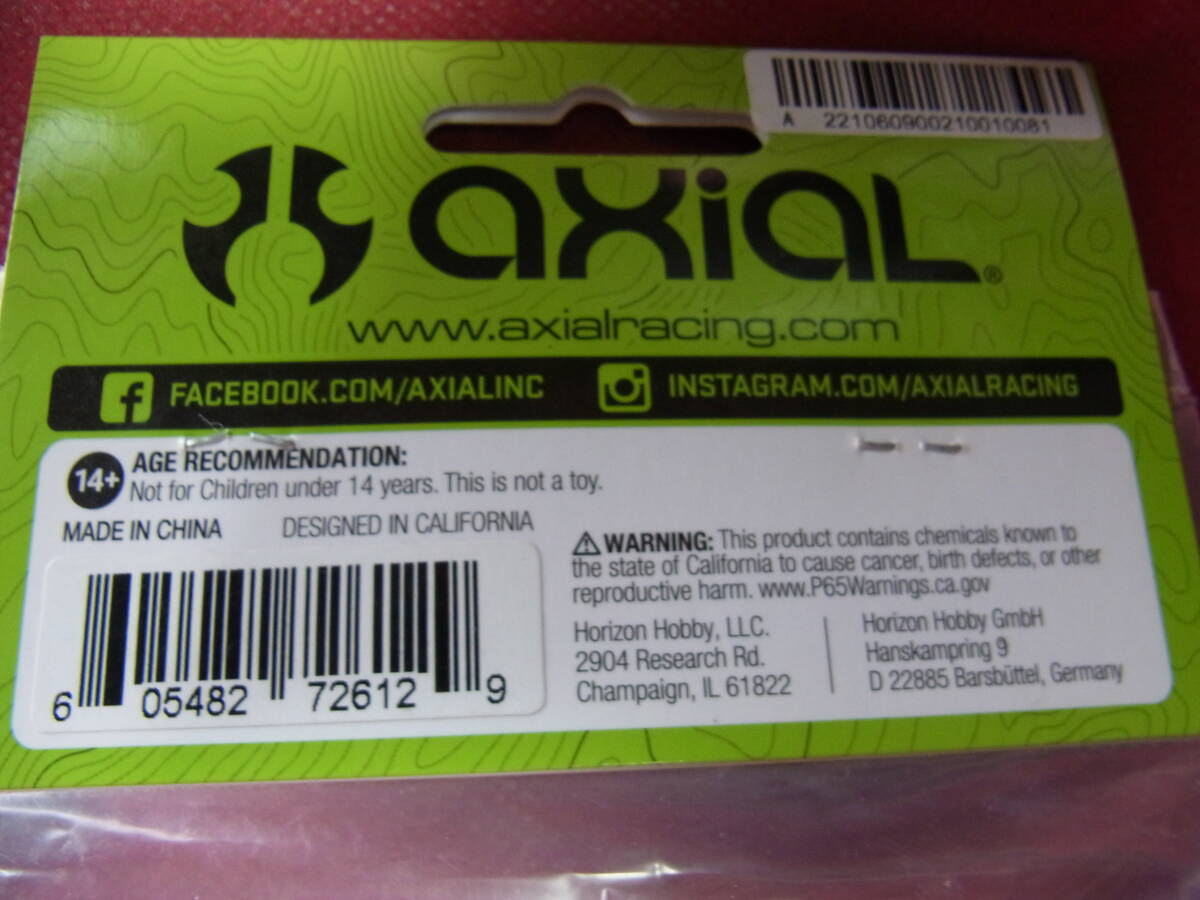 A 221060900210010081
axial®
www.axialracing.com
FACEBOOK.COM/AXIALINC
INSTAGRAM.COM/AXIALRACING
14+
AGE RECOMMENDATION:
Not for Children under 14 years. This is not a toy.
MADE IN CHINA
DESIGNED IN CALIFORNIA
6 05482 72612 9
⚠WARNING: This product contains chemicals known to
the state of California to cause cancer, birth defects, or other
reproductive harm. www.P65Warnings.ca.gov
Horizon Hobby, LLC.
2904 Research Rd.
Champaign, IL 61822
Horizon Hobby GmbH
Hanskampring 9
D 22885 Barsbüttel, Germany